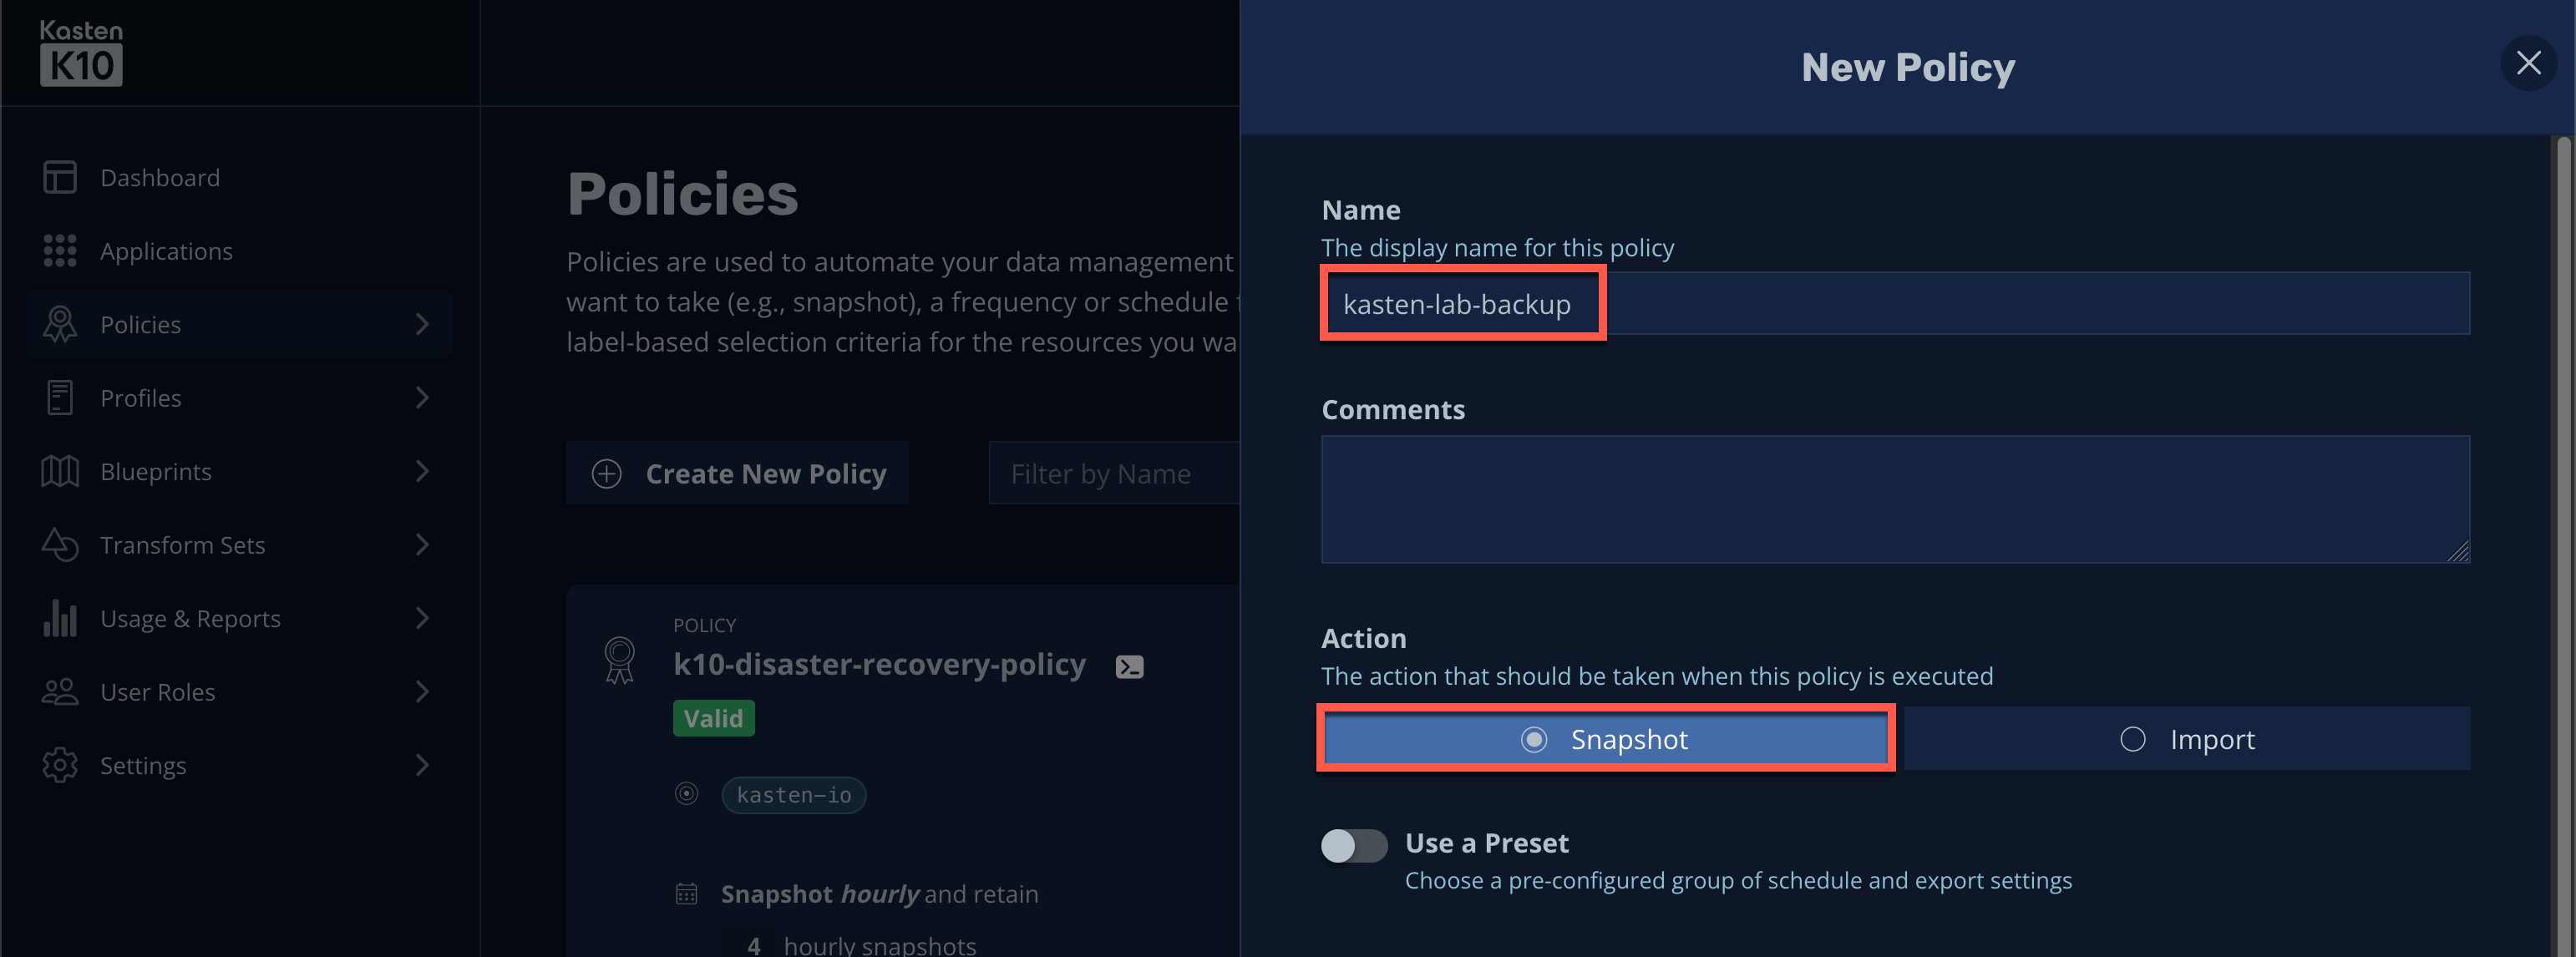 Kasten
K10
Dashboard
Applications
Policies
Profiles
Blueprints
Transform Sets
Usage & Reports
User Roles
Settings
Policies
Policies are used to automate your data management
want to take (e.g., snapshot), a frequency or schedule
label-based selection criteria for the resources you wa
Create New Policy
Filter by Name
POLICY
k10-disaster-recovery-policy
Valid
kasten-io
Snapshot hourly and retain
4 hourly snapshots
New Policy
Name
The display name for this policy
kasten-lab-backup
Comments
Action
The action that should be taken when this policy is executed
Snapshot
Import
Use a Preset
Choose a pre-configured group of schedule and export settings